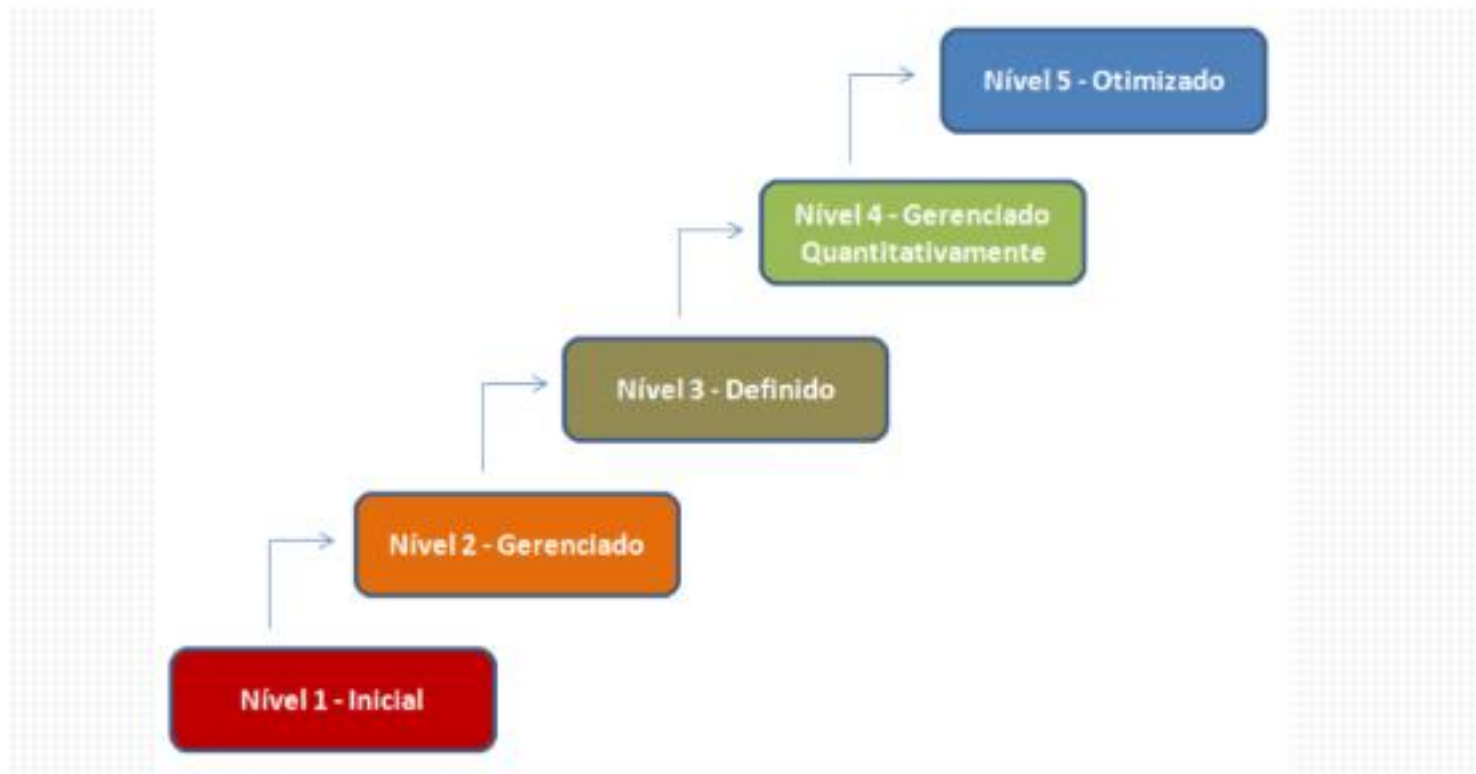 Nível 5 - Otimizado
Nível 4 - Gerenciado
Quantitativamente
Nível 3 - Definido
Nível 2 - Gerenciado
Nível 1 - Inicial